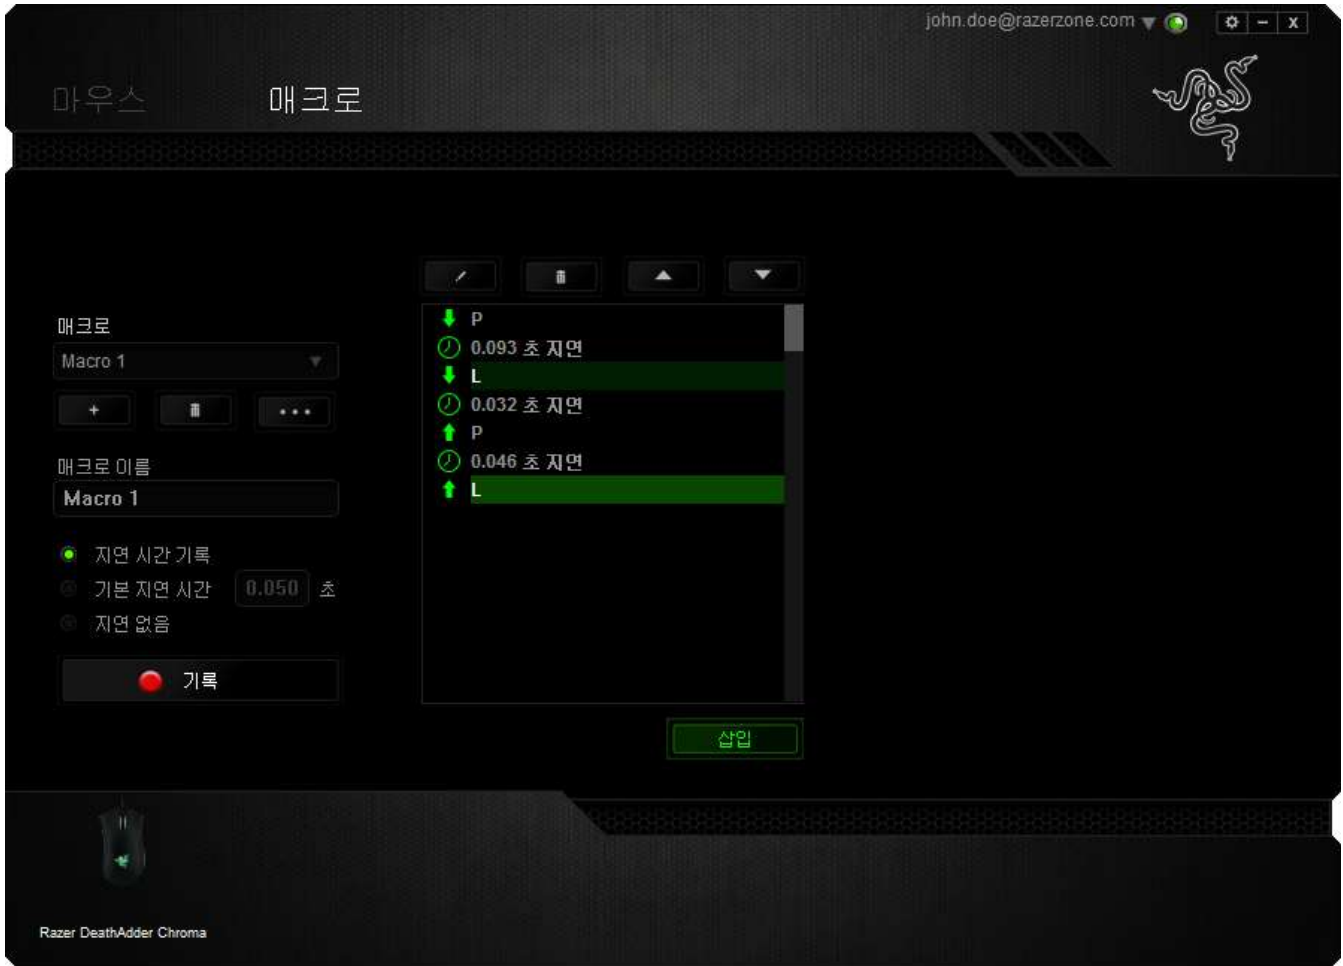 john.doe@razerzone.com
마우스 매크로
매크로
Macro 1
매크로 이름
Macro 1
지연 시간 기록
기본 지연 시간 0.050 초
지연 없음
기록
P
0.093 초 지연
L
0.032 초 지연
P
0.046 초 지연
L
삽입
Razer DeathAdder Chroma